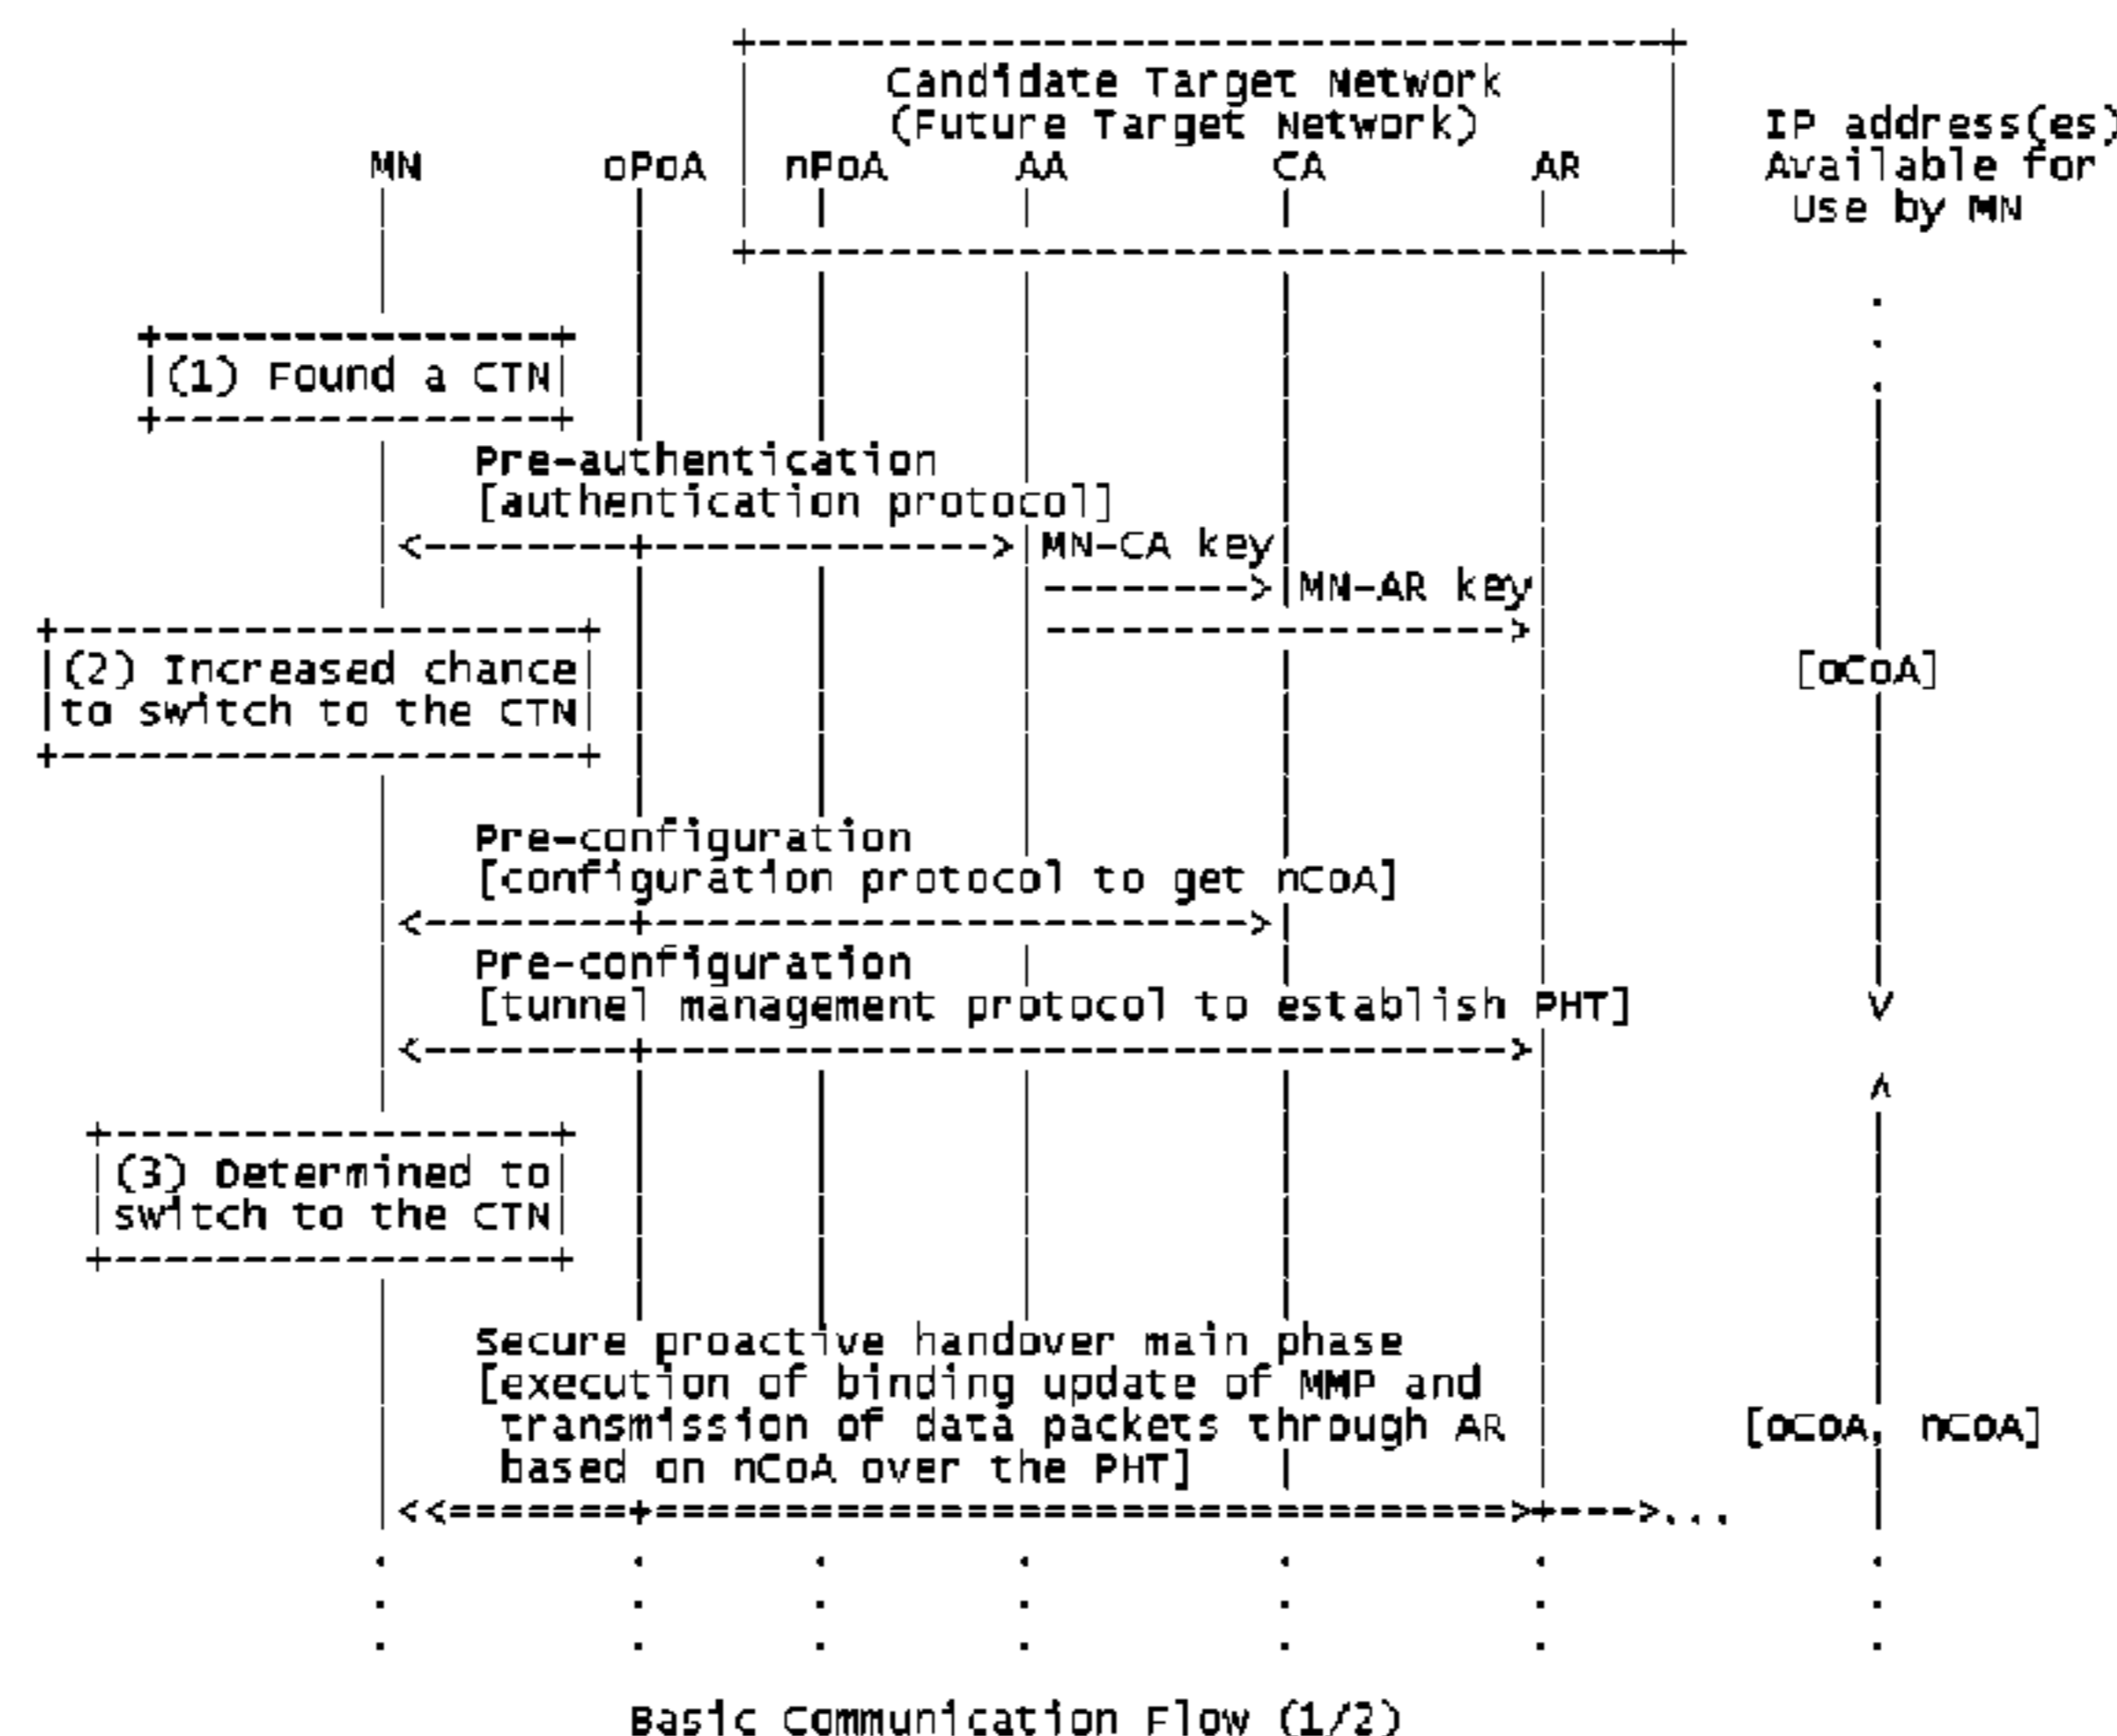 Candidate Target Network
(Future Target Network)
IP address(es)
MN oPoA nPoA AA CA AR Available for
Use by MN
(1) Found a CTN
Pre-authentication
[authentication protocol]
<--------+-------------->| MN-CA key
-------->|MN-AR key
------------------>
(2) Increased chance [oCoA]
to switch to the CTN
Pre-configuration
[configuration protocol to get nCoA]
Pre-configuration
[tunnel management protocol to establish PHT]
(3) Determined to
switch to the CTN
Secure proactive handover main phase
[execution of binding update of MMP and
transmission of data packets through AR [oCoA, nCoA]
based on nCoA over the PHT]
Basic Communication Flow (1/2)